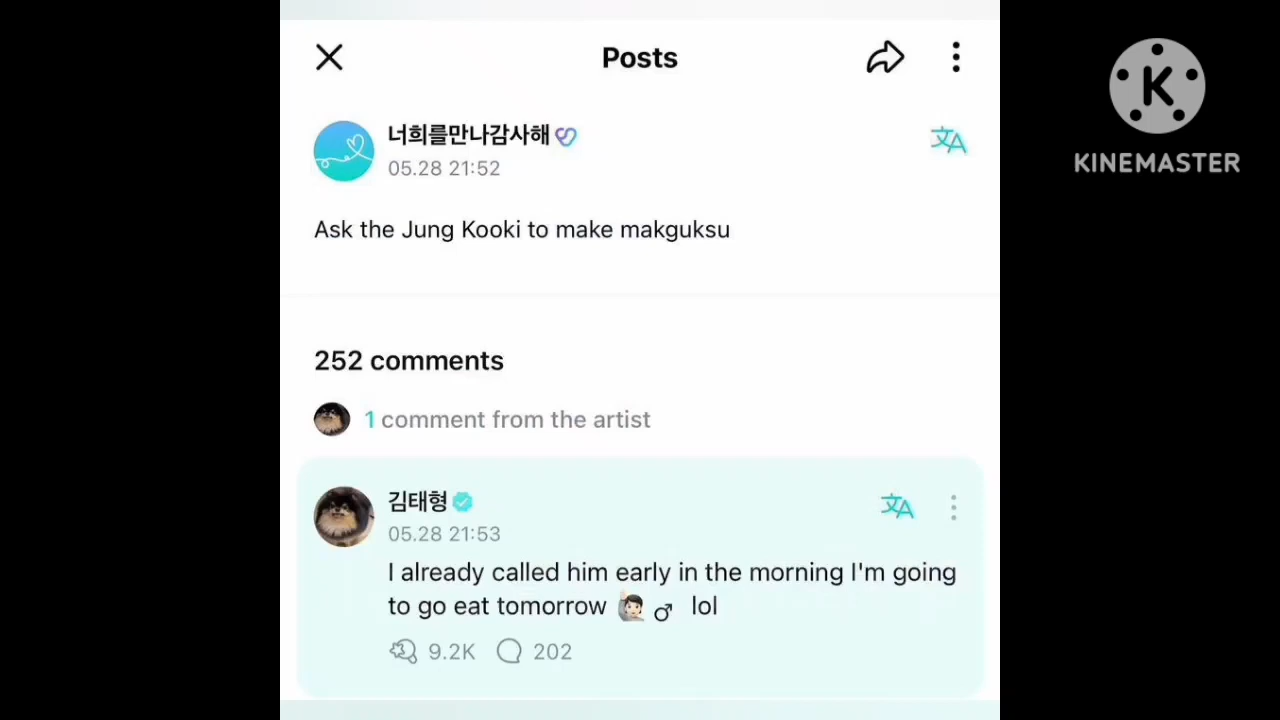 Posts
너희를만나감사해
05.28 21:52
Ask the Jung Kooki to make makguksu
252 comments
1 comment from the artist
김태형
05.28 21:53
I already called him early in the morning I'm going
to go eat tomorrow 🙋🏻 ♂ lol
9.2K 202
K
KINEMASTER